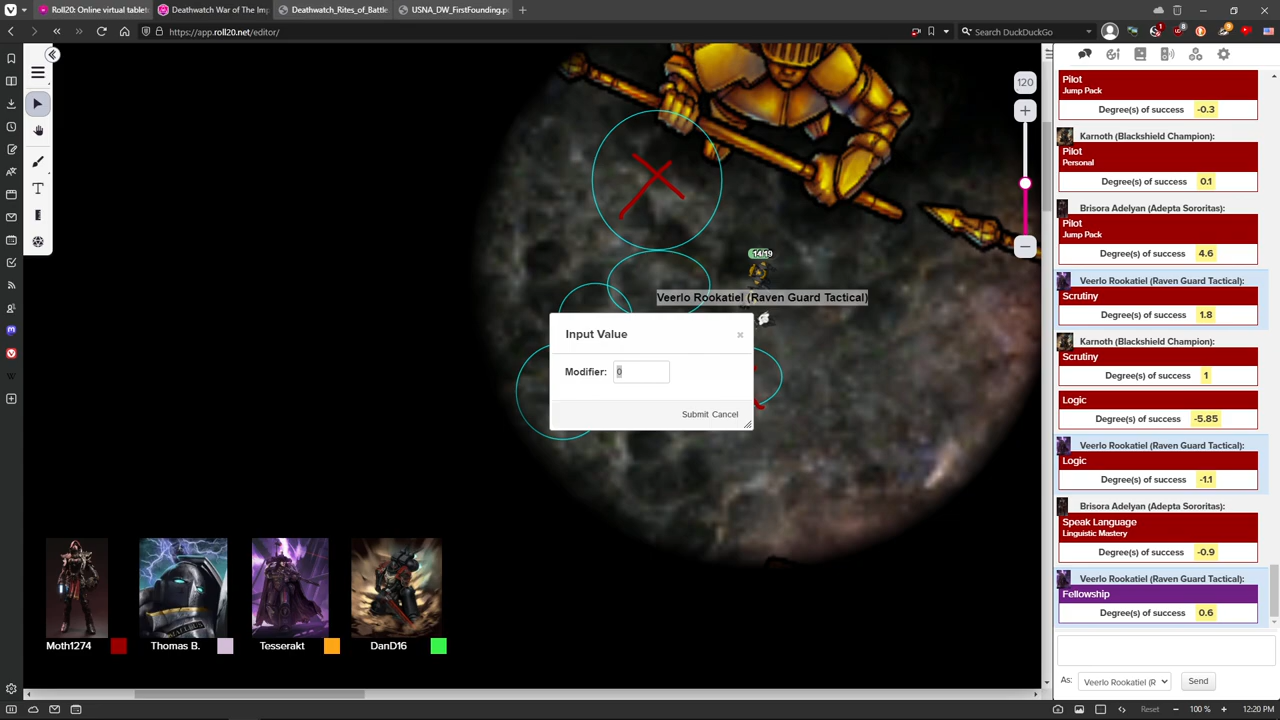 Roll20: Online virtual tablet
Deathwatch War of The Imp
Deathwatch_Rites_of_Battle
USNA_DW_FirstFounding.p
https://app.roll20.net/editor/
Search DuckDuckGo
120
14/19
Veerlo Rookatiel (Raven Guard Tactical)
Input Value
Modifier: 0
Submit Cancel
Moth1274
Thomas B.
Tesserakt
DanD16
Pilot
Jump Pack
Degree(s) of success -0.3
Karnoth (Blackshield Champion):
Pilot
Personal
Degree(s) of success 0.1
Brisora Adelyan (Adepta Sororitas):
Pilot
Jump Pack
Degree(s) of success 4.6
Veerlo Rookatiel (Raven Guard Tactical):
Scrutiny
Degree(s) of success 1.8
Karnoth (Blackshield Champion):
Scrutiny
Degree(s) of success 1
Logic
Degree(s) of success -5.85
Veerlo Rookatiel (Raven Guard Tactical):
Logic
Degree(s) of success -1.1
Brisora Adelyan (Adepta Sororitas):
Speak Language
Linguistic Mastery
Degree(s) of success -0.9
Veerlo Rookatiel (Raven Guard Tactical):
Fellowship
Degree(s) of success 0.6
As: Veerlo Rookatiel (R
Send
Reset
100 %
12:20 PM